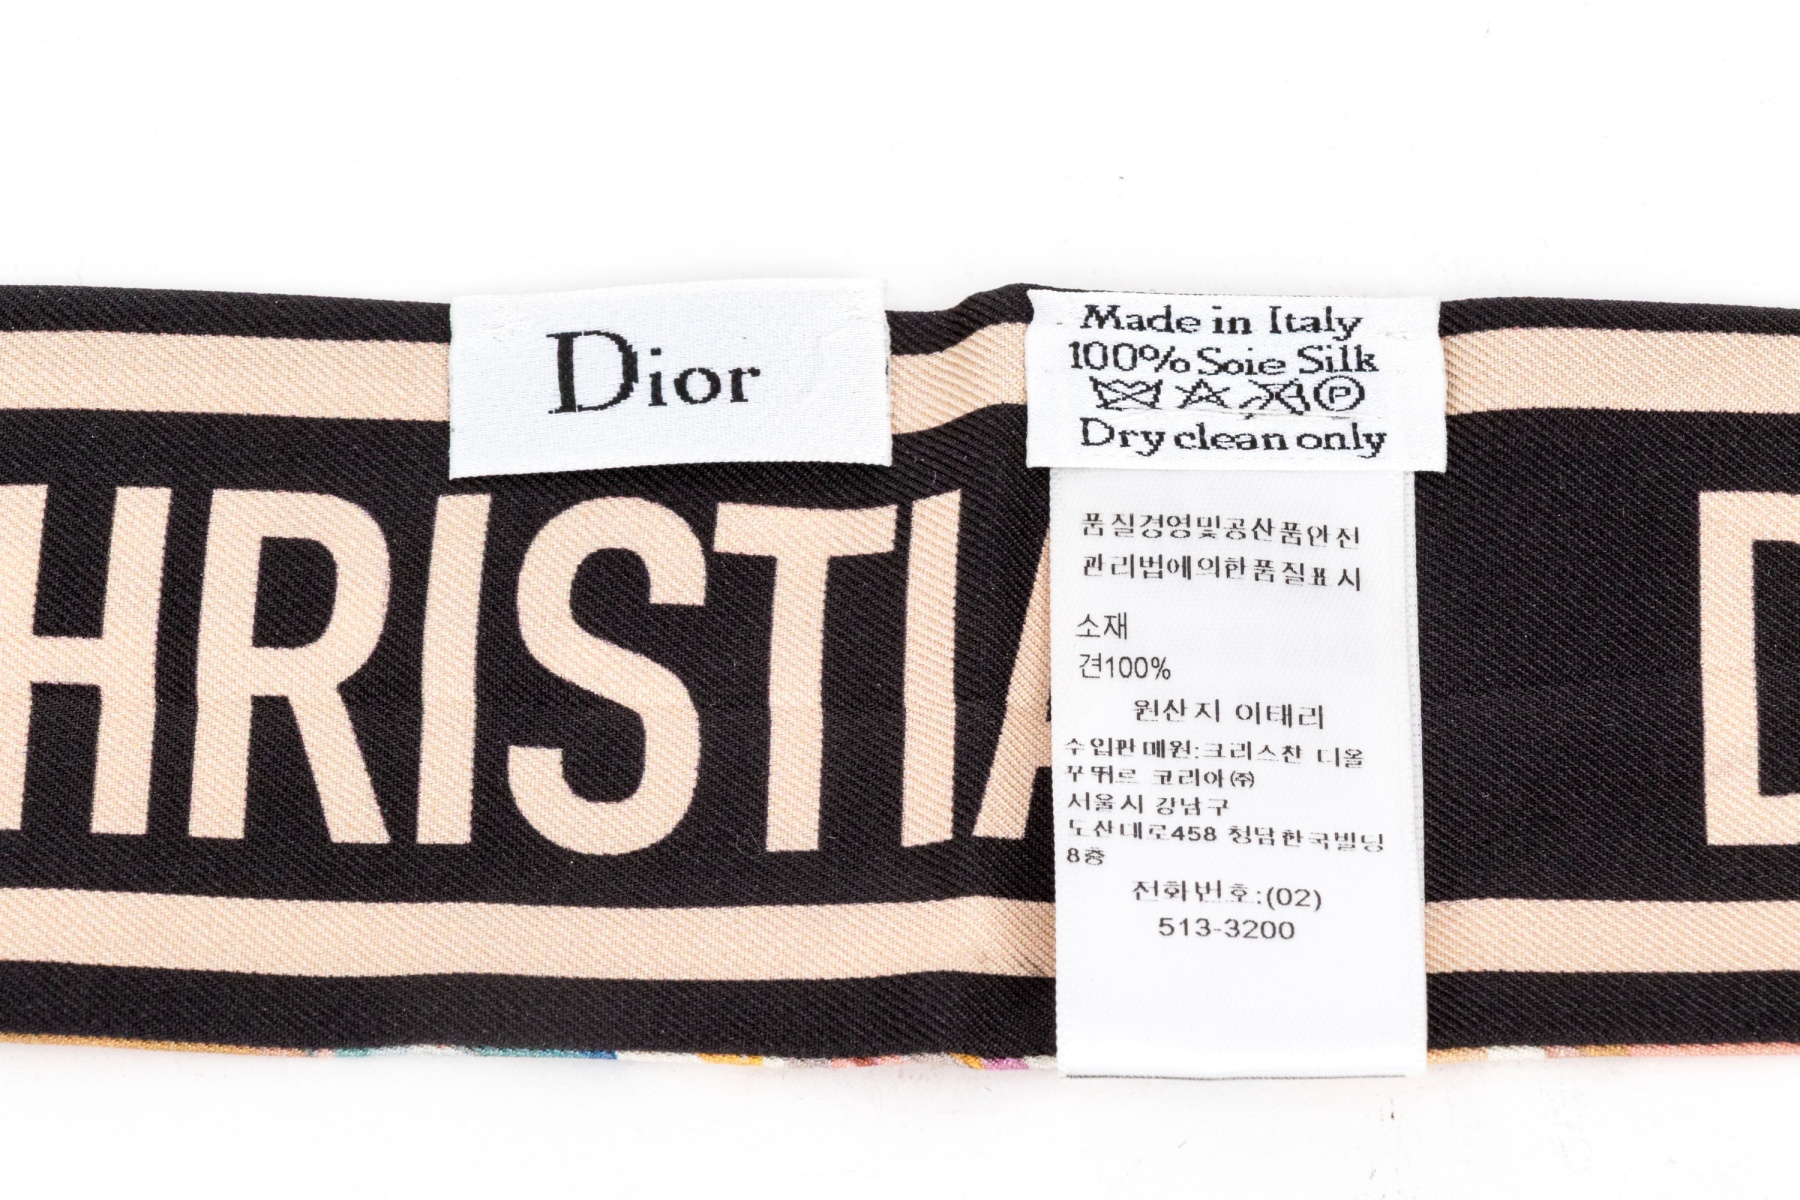 Dior
Made in Italy
100% Soie Silk
P
Dry clean only
HRISTIA
D
품질경영및공산품안전
관리법에의한품질표시
소재
견100%
원산지 이태리
수입판매원:크리스찬 디올
꾸뛰르 코리아㈜
서울시 강남구
도산대로458 청담한국빌딩
8층
전화번호:(02)
513-3200